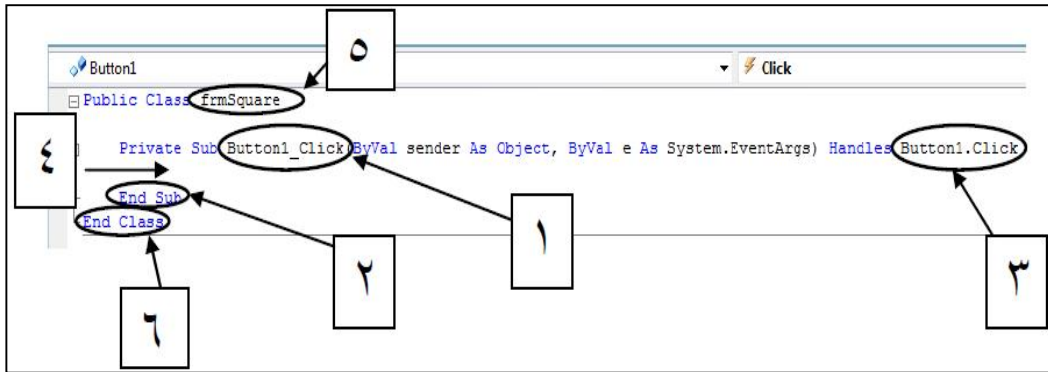 ٥
Button1 Click
Public Class frmSquare
٤
Private Sub Button1_Click(ByVal sender As Object, ByVal e As System.EventArgs) Handles Button1.Click
End Sub
End Class
١
٢
٣
٦